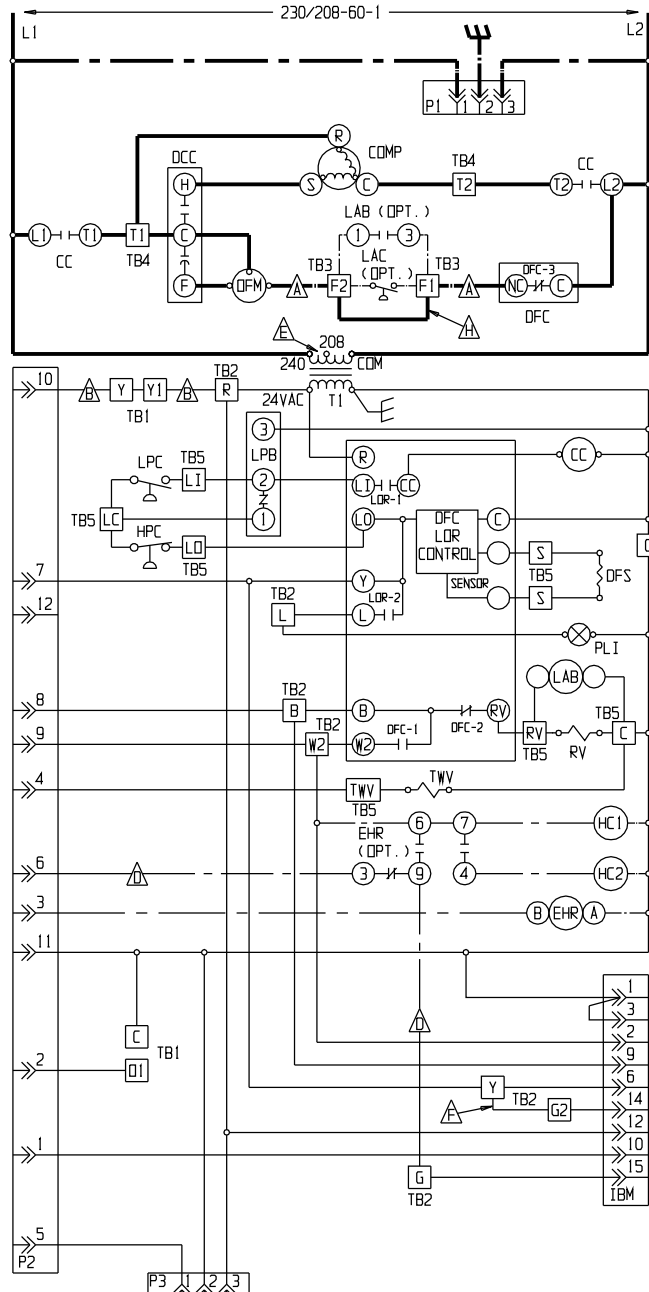 230/208-60-1
L1 L2
P1 1 2 3
R
DCC COMP TB4 CC
H S C T2 T2 L2
LAB (OPT.)
L1 T1 T1 C 1 3
CC TB4 LAC
TB3 (OPT.) TB3 DFC-3
F OFM A F2 F1 A NC C
E H DFC
208
240 COM
10 B Y Y1 B TB2 R 24VAC T1
TB1
3
LPC TB5 LPB R CC
LI 2 LI CC
LOR-1
TB5 LC 1 LO DFC LOR CONTROL C
HPC
LO S
TB5 SENSOR TB5 DFS
7 Y
LOR-2 S
12 TB2 L L
PLI
LAB
8 TB2 B B RV TB5
DFC-1 DFC-2
9 TB2 W2 W2 RV RV C
TB5
4 TWV TWV
TB5
EHR (OPT.) 6 7 HC1
6 D 3 9 4 HC2
3 B EHR A
11
1
3
C D 2
TB1 9
2 O1 Y 6
F TB2 G2 14
12
1 10
G 15
TB2 IBM
5
P2
P3 1 2 3